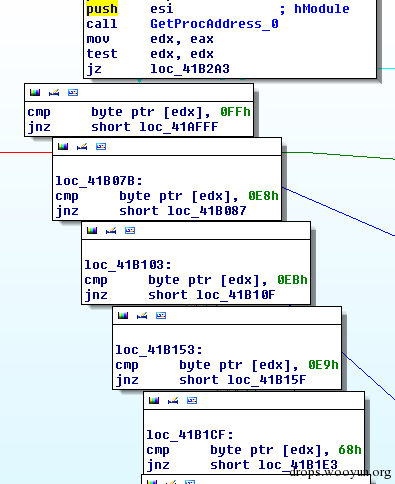 push esi ; hModule
call GetProcAddress_0
mov edx, eax
test edx, edx
jz loc_41B2A3
cmp byte ptr [edx], 0FFh
jnz short loc_41AFFF
loc_41B07B:
cmp byte ptr [edx], 0E8h
jnz short loc_41B087
loc_41B103:
cmp byte ptr [edx], 0EBh
jnz short loc_41B10F
loc_41B153:
cmp byte ptr [edx], 0E9h
jnz short loc_41B15F
loc_41B1CF:
cmp byte ptr [edx], 68h
jnz short loc_41B1E3
drops.wooyun.org